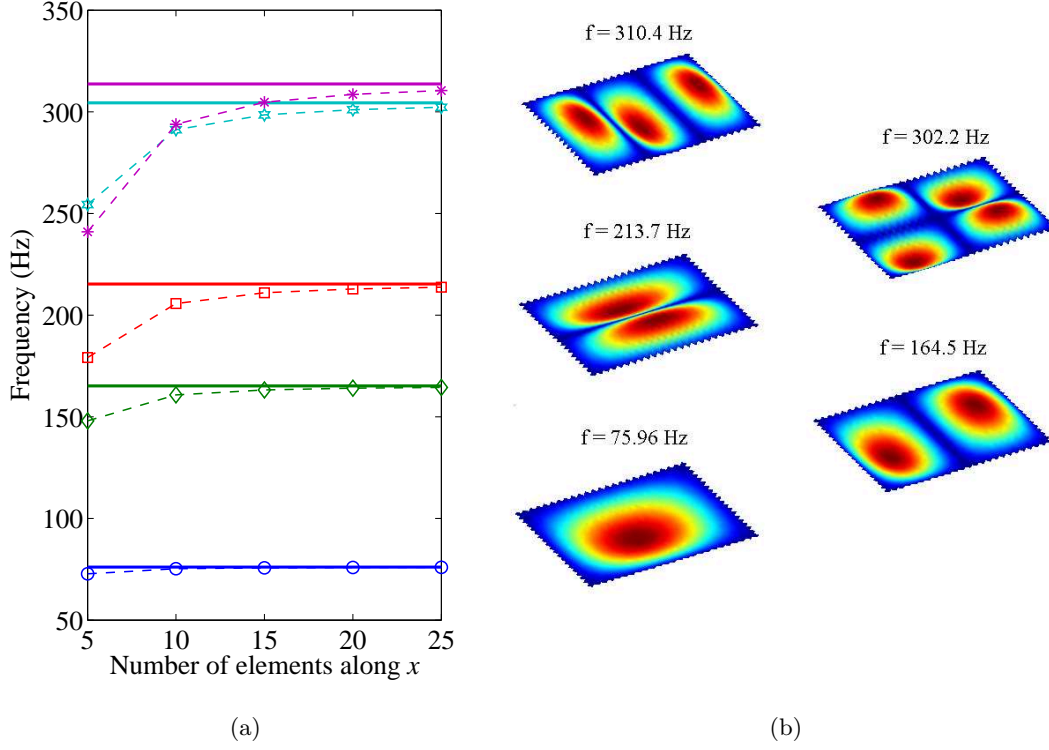 350
300
250
200
150
100
50
Frequency (Hz)
5 10 15 20 25
Number of elements along x
(a)
f = 310.4 Hz
f = 302.2 Hz
f = 213.7 Hz
f = 164.5 Hz
f = 75.96 Hz
(b)